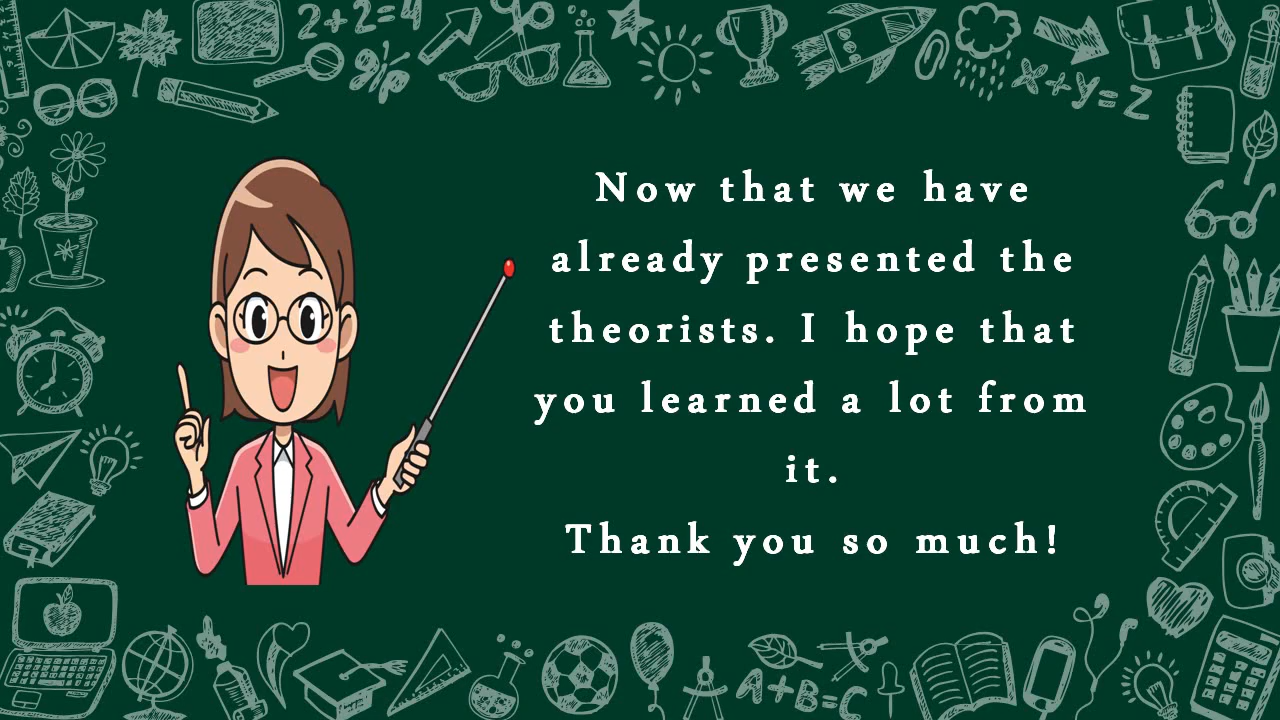 2+2=4
x+y=z
Now that we have
already presented the
theorists. I hope that
you learned a lot from
it.
Thank you so much!
A+B=C